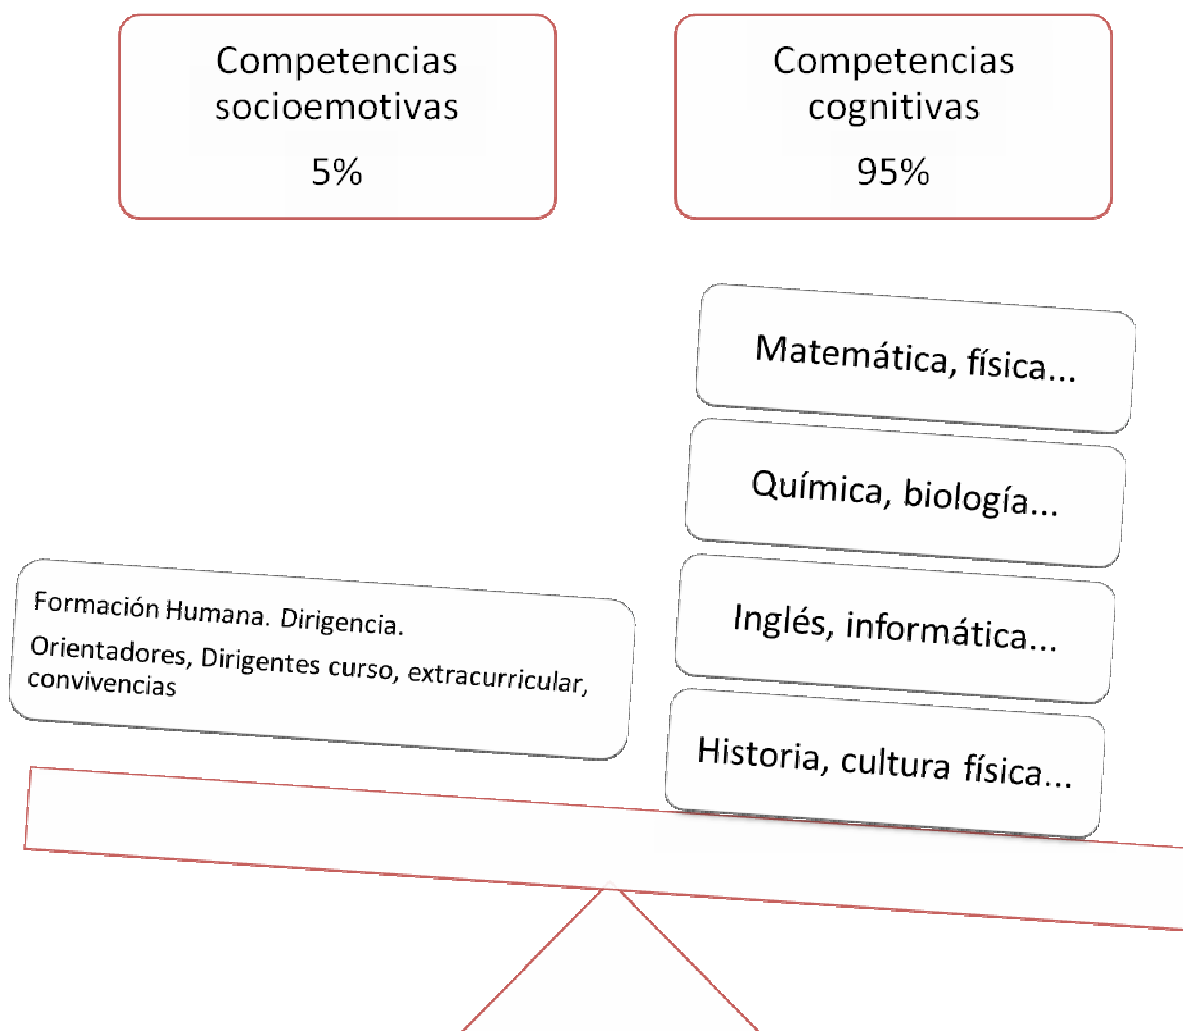 Competencias
socioemotivas
5%
Competencias
cognitivas
95%
Matemática, física...
Química, biología...
Inglés, informática...
Historia, cultura física...
Formación Humana. Dirigencia.
Orientadores, Dirigentes curso, extracurricular,
convivencias